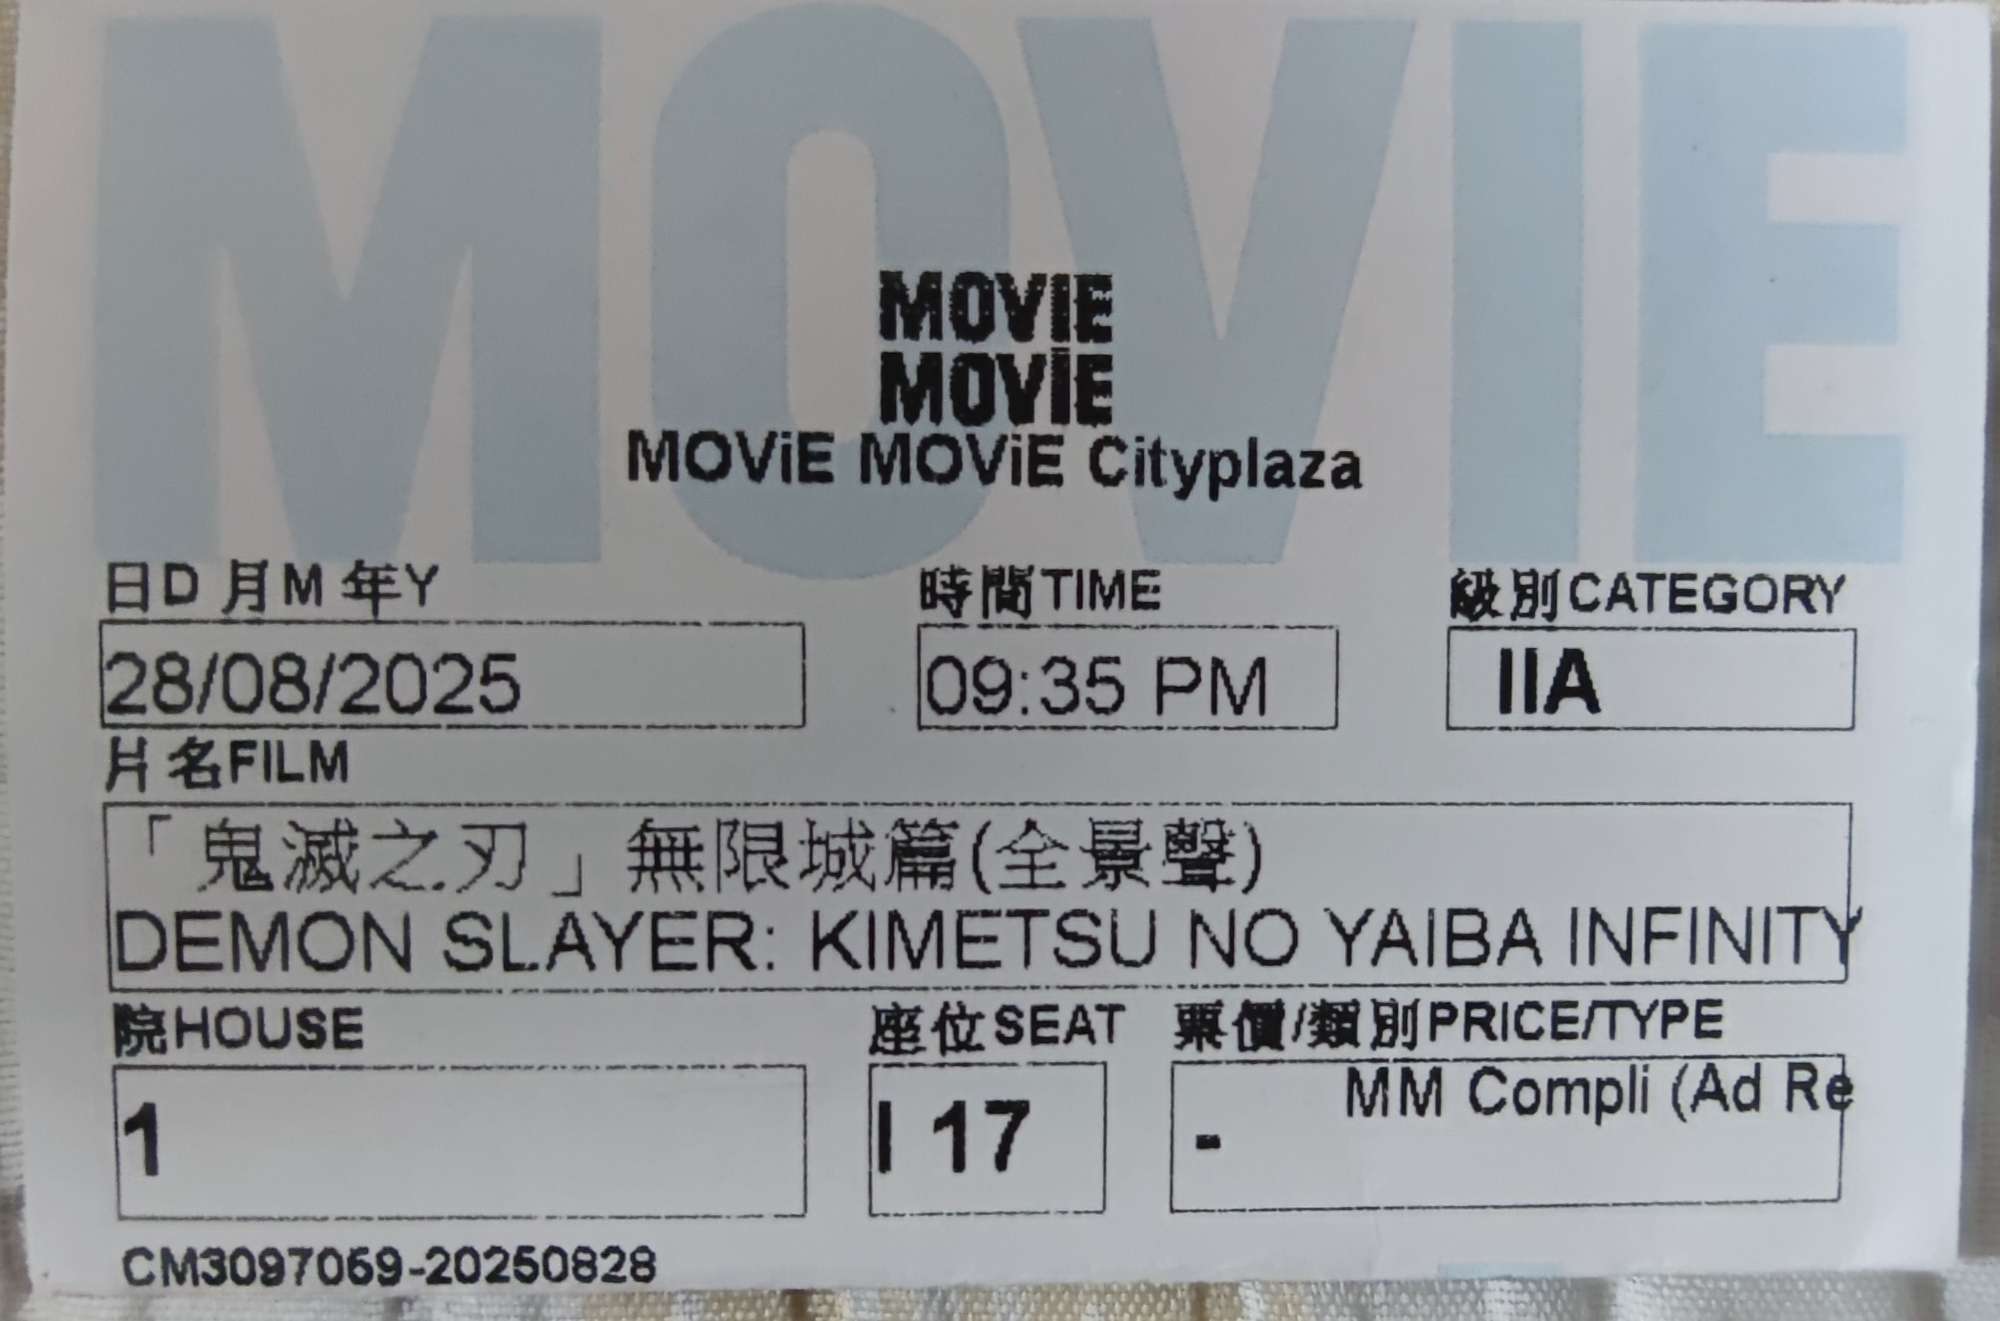 MOVIE
MOVIE
MOViE
MOViE MOViE Cityplaza
日D 月M 年Y
時間TIME
級別CATEGORY
28/08/2025
09:35 PM
IIA
片名FILM
「鬼滅之刃」無限城篇(全景聲)
DEMON SLAYER: KIMETSU NO YAIBA INFINITY
院HOUSE
座位SEAT
票價/類別PRICE/TYPE
1
I 17
-
MM Compli (Ad Re
CM3097069-20250828